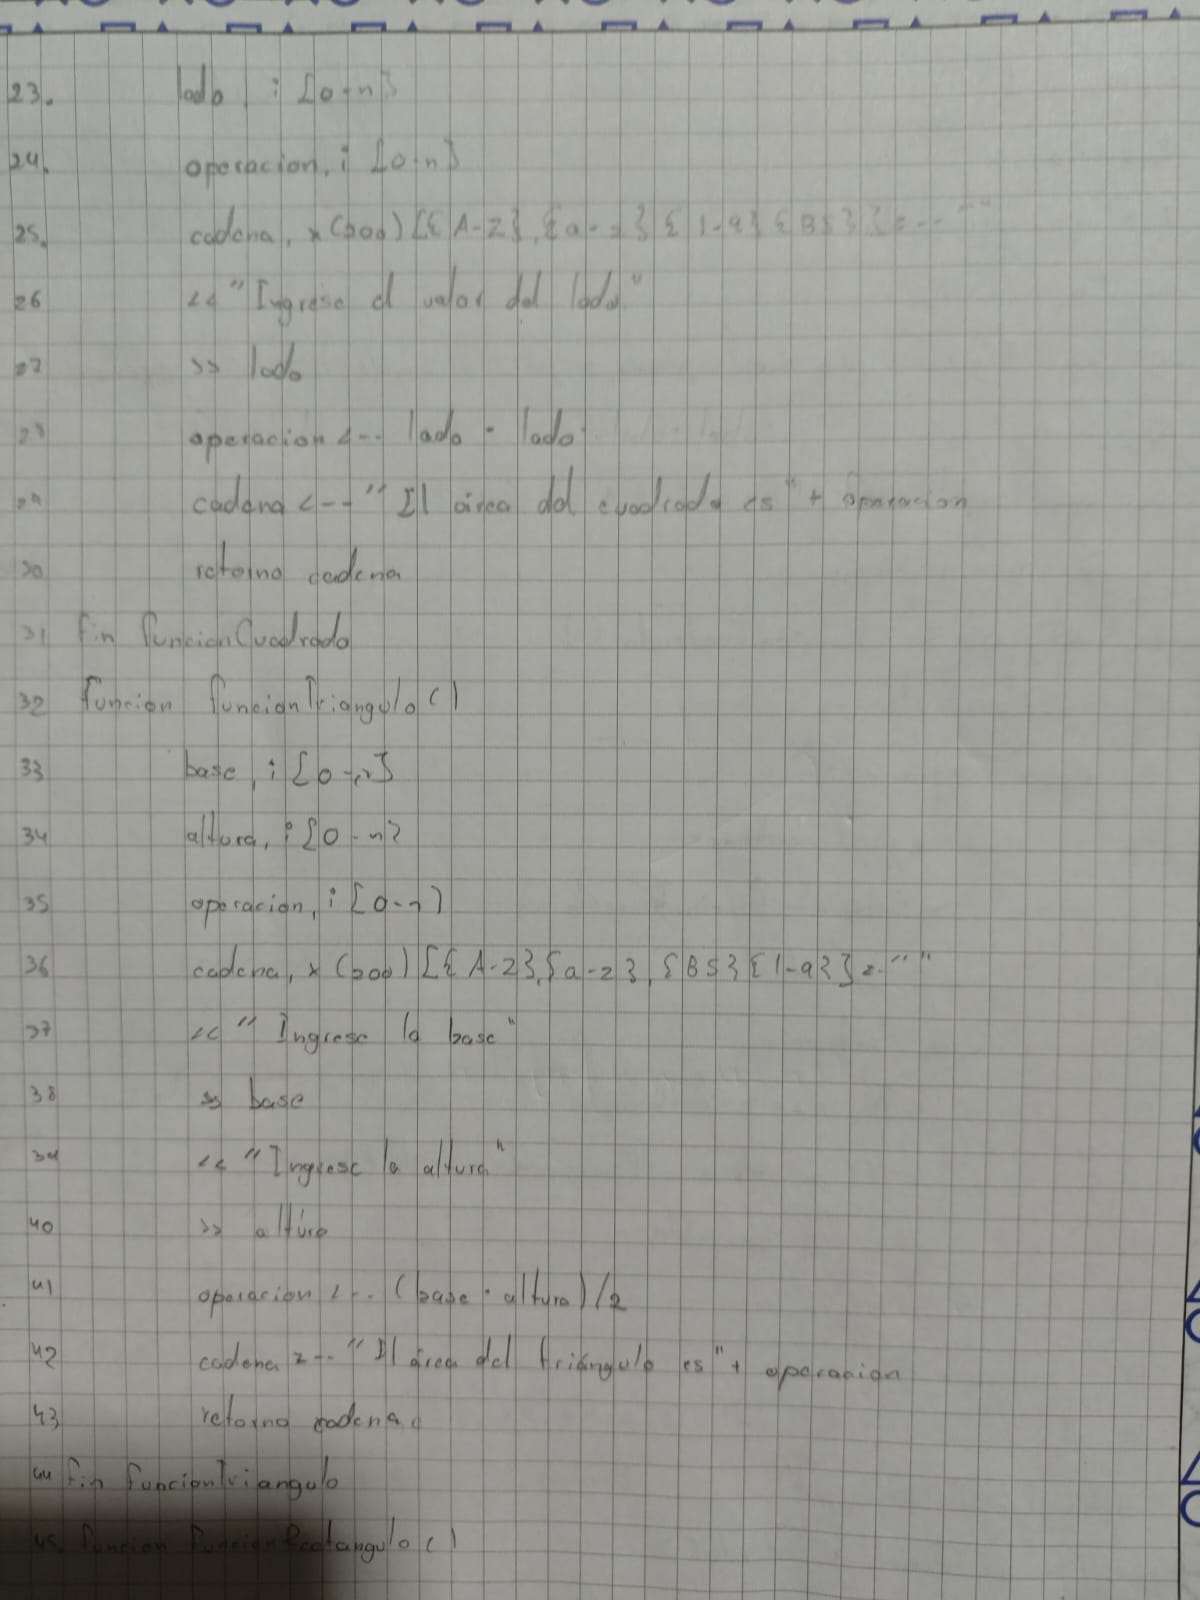 23. lado, i [0-n]
24. operacion, i [0-n]
25. cadena, x (200) [{A-Z},{a-z}{1-9}{BS}] <-- " "
26 << "Ingrese el valor del lado"
27 >> lado
28 operacion <-- lado * lado
29 cadena <-- "El área del cuadrado es" + operacion
30 retorno cadena
31 fin funcionCuadrado
32 funcion funcionTriangulo()
33 base, i [0-n]
34 altura, i [0-n]
35 operacion, i [0-n]
36 cadena, x (200) [{A-Z},{a-z},{BS}{1-9}] <-- " "
37 << "Ingrese la base"
38 >> base
39 << "Ingrese la altura"
40 >> altura
41 operacion <-- (base * altura)/2
42 cadena <-- "El área del triángulo es" + operacion
43 retorno cadena
44 fin funcionTriangulo
45. funcion funcionRectangulo()